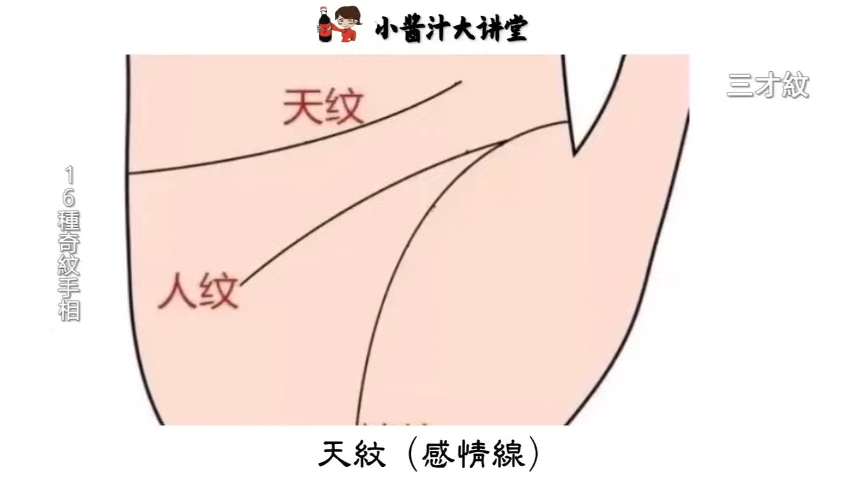 小酱汁大讲堂
三才紋
天纹
16種奇紋手相
人纹
天紋（感情線）